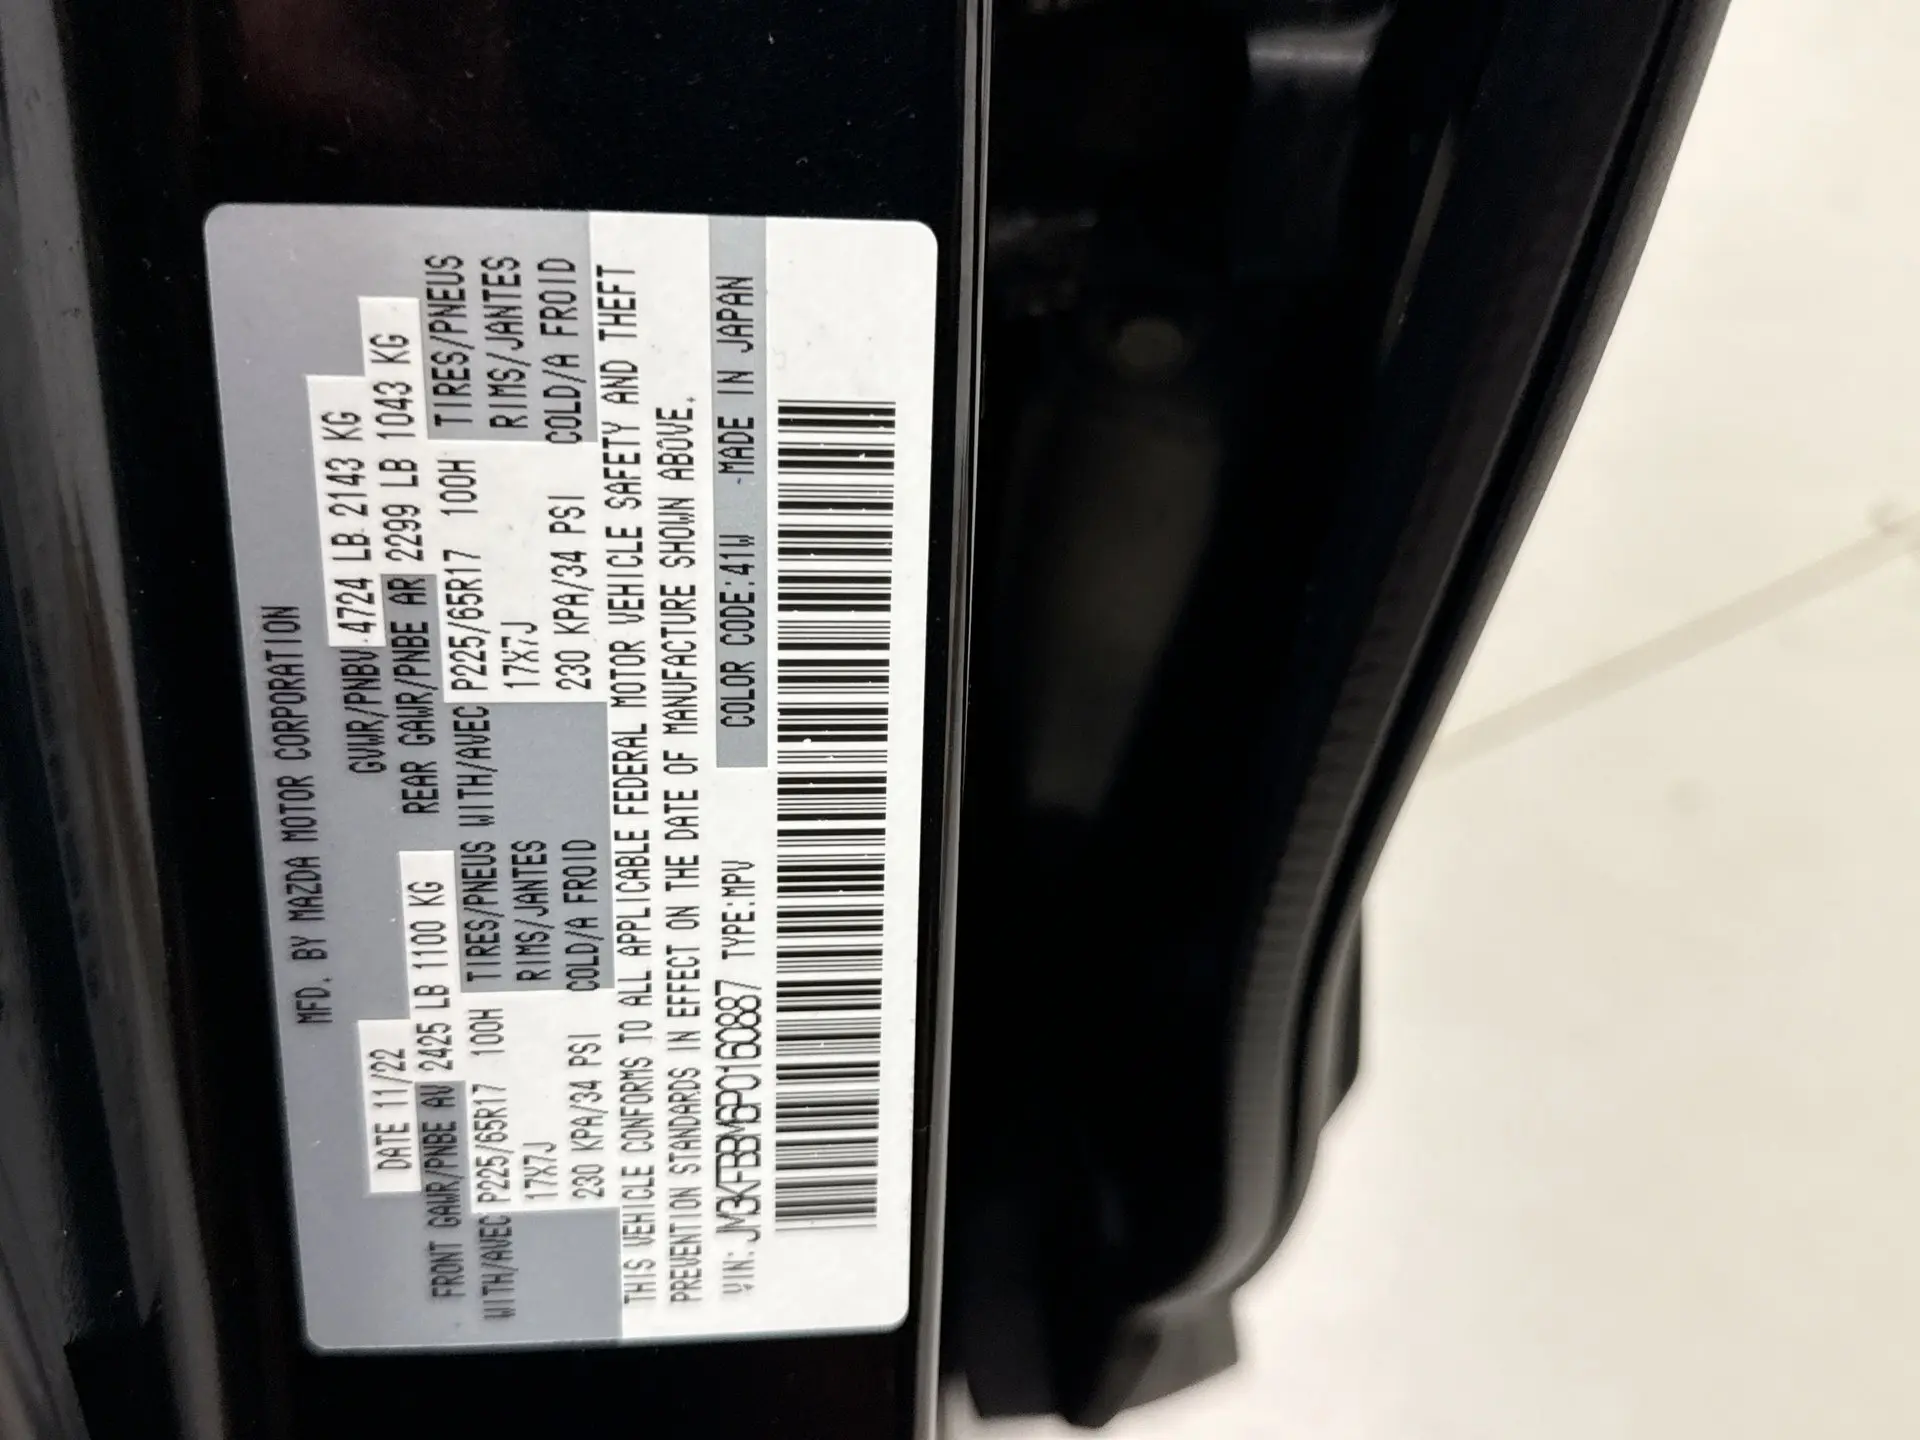 MFD. BY MAZDA MOTOR CORPORATION
DATE 11/22 GVWR/PNBV 4724 LB 2143 KG
FRONT GAWR/PNBE AV 2425 LB 1100 KG REAR GAWR/PNBE AR 2299 LB 1043 KG
WITH/AVEC P225/65R17 100H TIRES/PNEUS WITH/AVEC P225/65R17 100H TIRES/PNEUS
17X7J RIMS/JANTES 17X7J RIMS/JANTES
230 KPA/34 PSI COLD/A FROID 230 KPA/34 PSI COLD/A FROID
THIS VEHICLE CONFORMS TO ALL APPLICABLE FEDERAL MOTOR VEHICLE SAFETY AND THEFT
PREVENTION STANDARDS IN EFFECT ON THE DATE OF MANUFACTURE SHOWN ABOVE.
VIN: JM3KFBBM6P0160887 TYPE:MPV COLOR CODE:41W MADE IN JAPAN